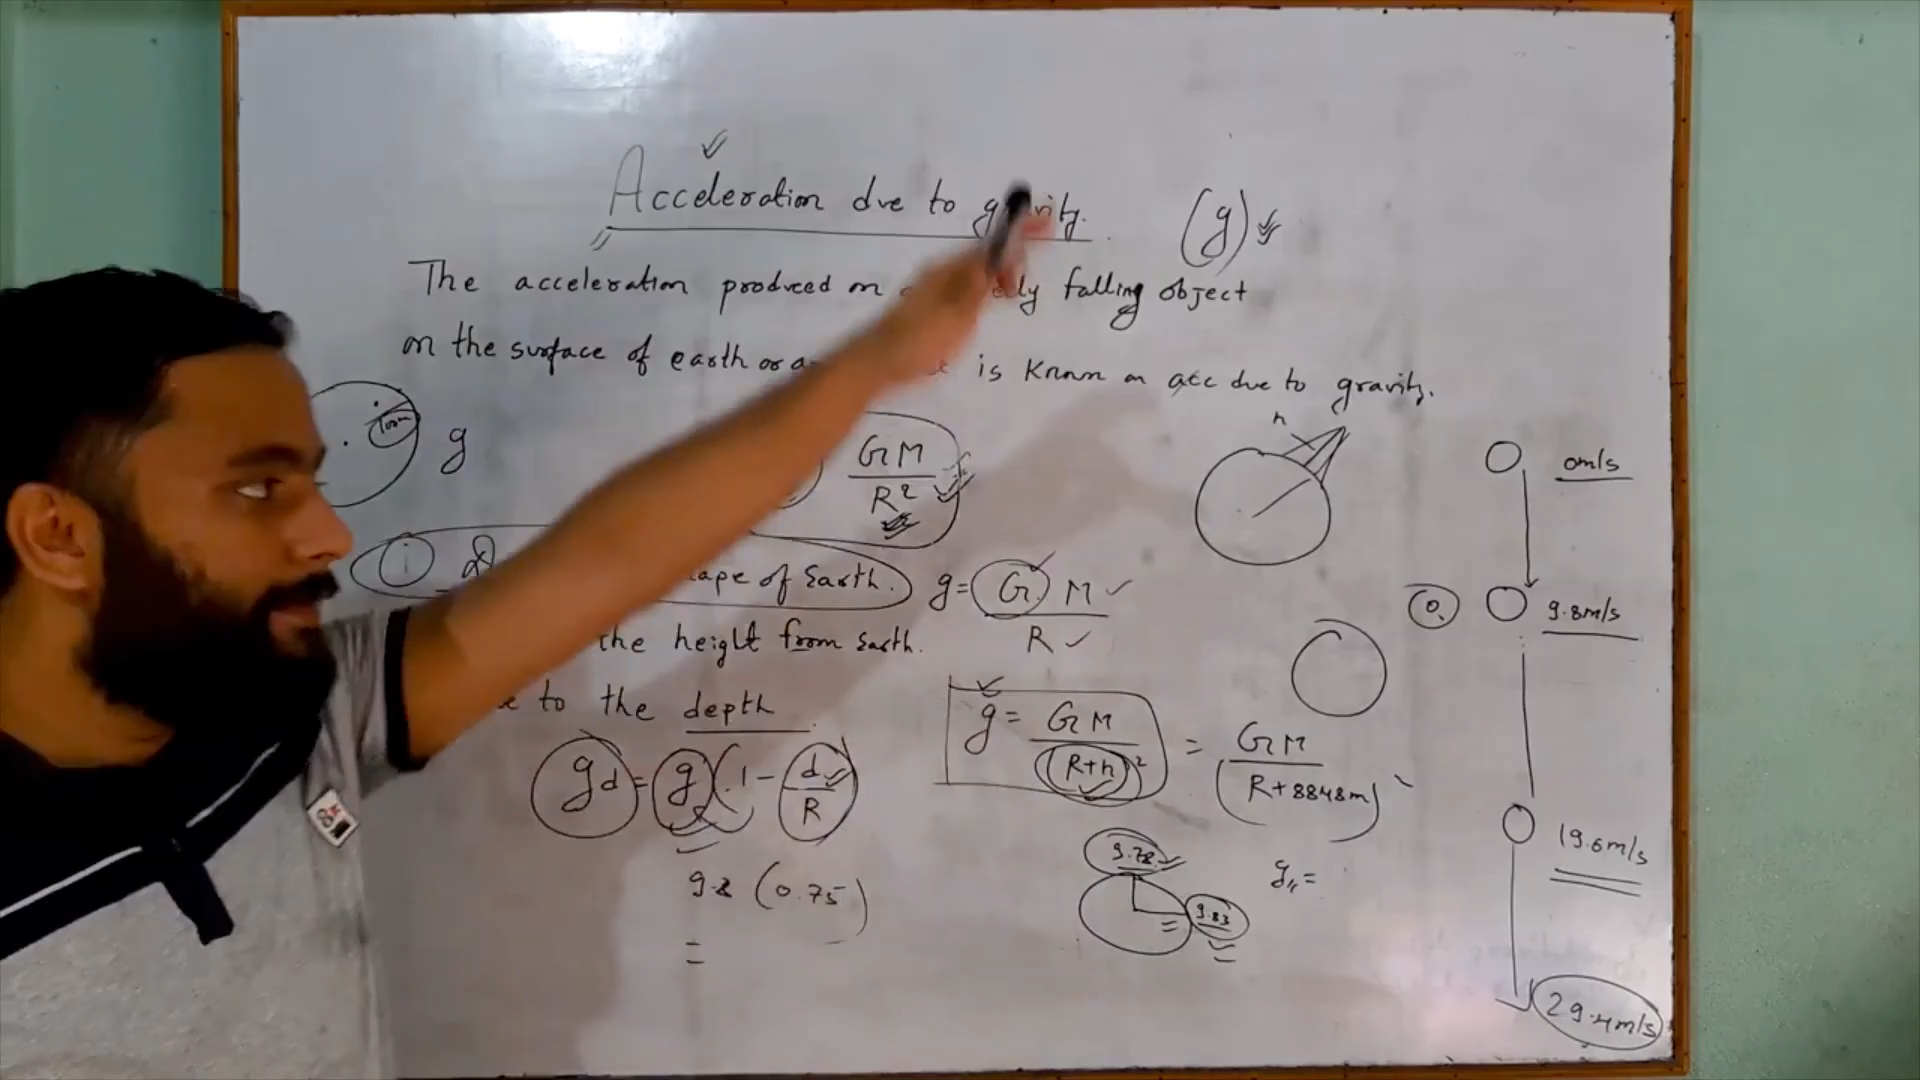 Acceleration due to gravity. (g)
The acceleration produced on falling object
on the surface of earth or is known as acc due to gravity.
g
GM
R²
h
0m/s
i shape of Earth. g = G M
R
9.8m/s
the height from Earth.
to the depth
g = GM = GM
(R+h)² (R+8848m)
gd = g (1 - d
R
19.6m/s
9.8 (0.75)
=
9.78
9.83
29.4m/s